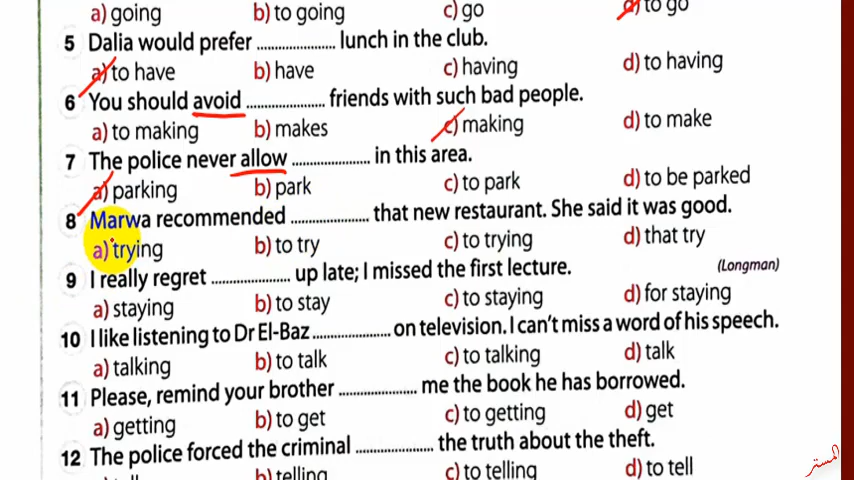 a) going b) to going c) go d) to go
5 Dalia would prefer ..................... lunch in the club.
a) to have b) have c) having d) to having
6 You should avoid ..................... friends with such bad people.
a) to making b) makes c) making d) to make
7 The police never allow ..................... in this area.
a) parking b) park c) to park d) to be parked
8 Marwa recommended ..................... that new restaurant. She said it was good.
a) trying b) to try c) to trying d) that try
9 I really regret ..................... up late; I missed the first lecture. (Longman)
a) staying b) to stay c) to staying d) for staying
10 I like listening to Dr El-Baz ..................... on television. I can't miss a word of his speech.
a) talking b) to talk c) to talking d) talk
11 Please, remind your brother ..................... me the book he has borrowed.
a) getting b) to get c) to getting d) get
12 The police forced the criminal ..................... the truth about the theft.
b) telling c) to telling d) to tell
المستر